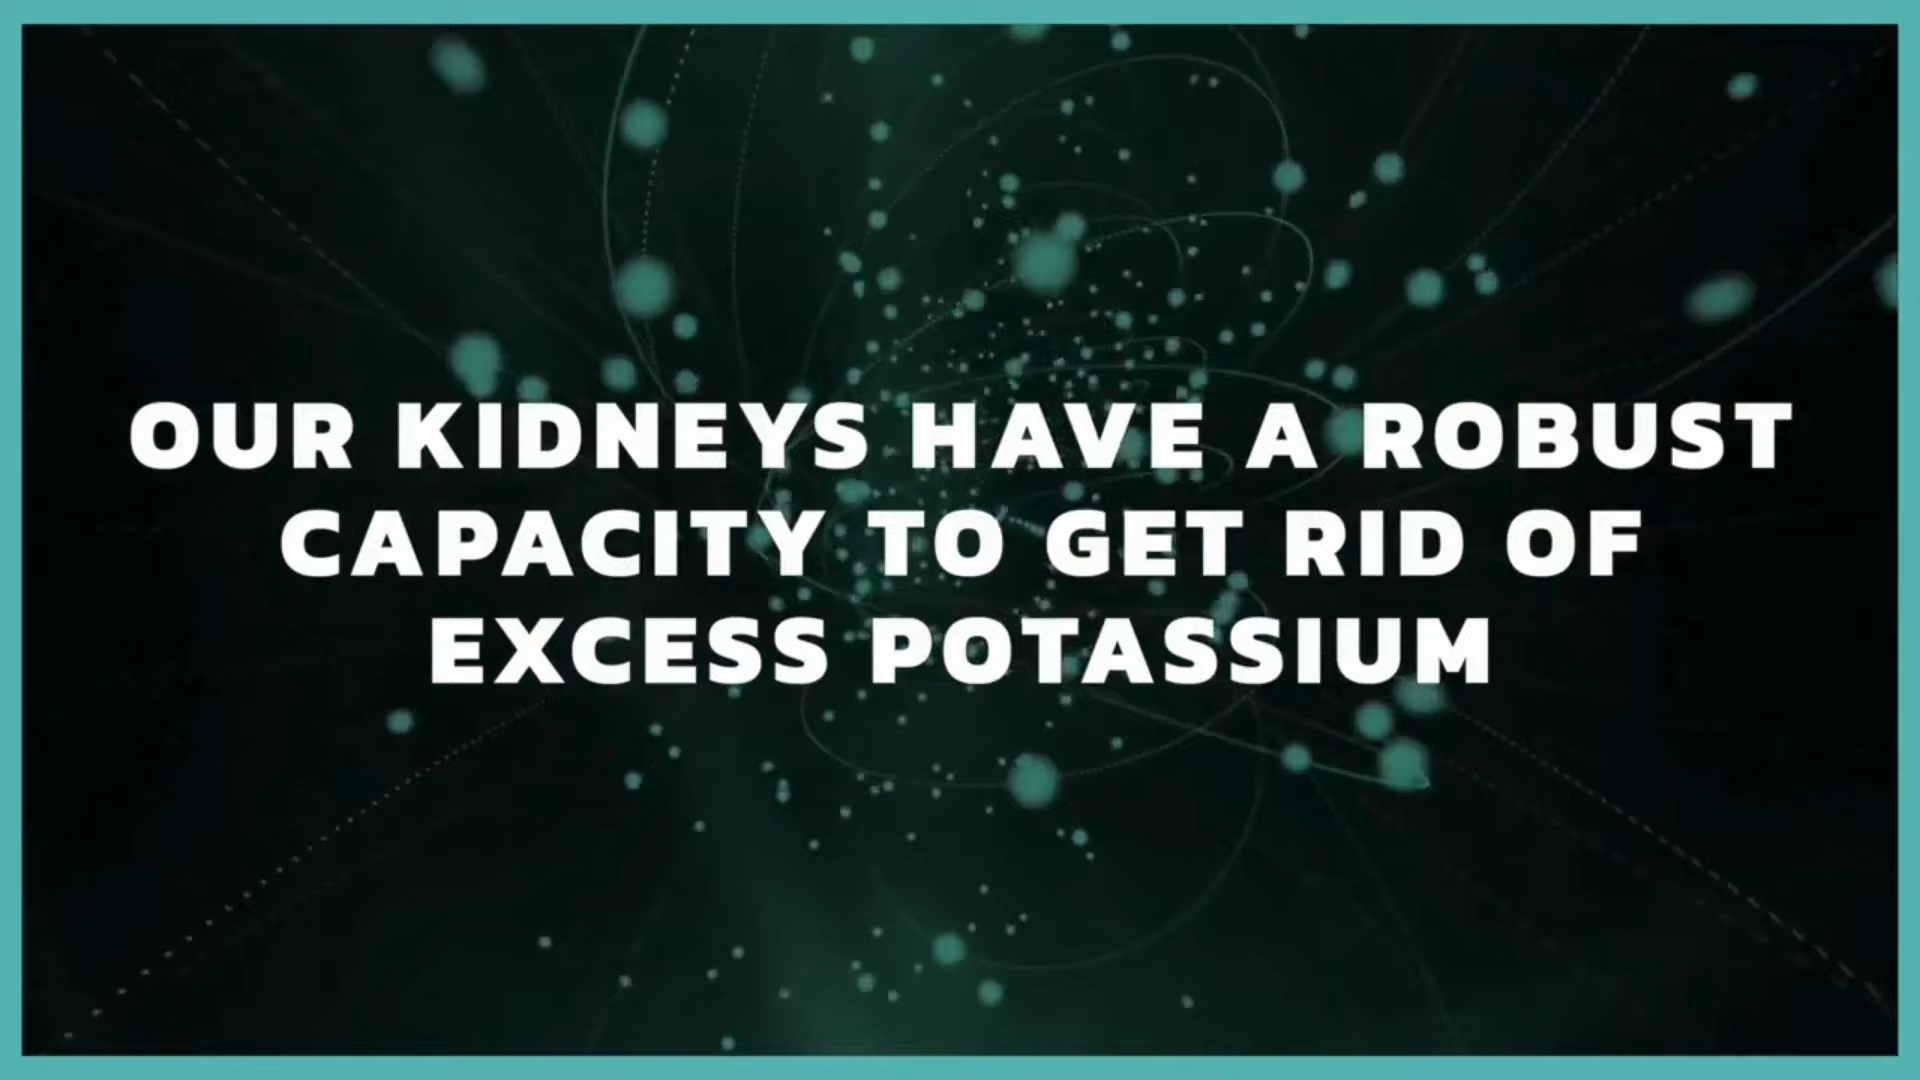 OUR KIDNEYS HAVE A ROBUST
CAPACITY TO GET RID OF
EXCESS POTASSIUM